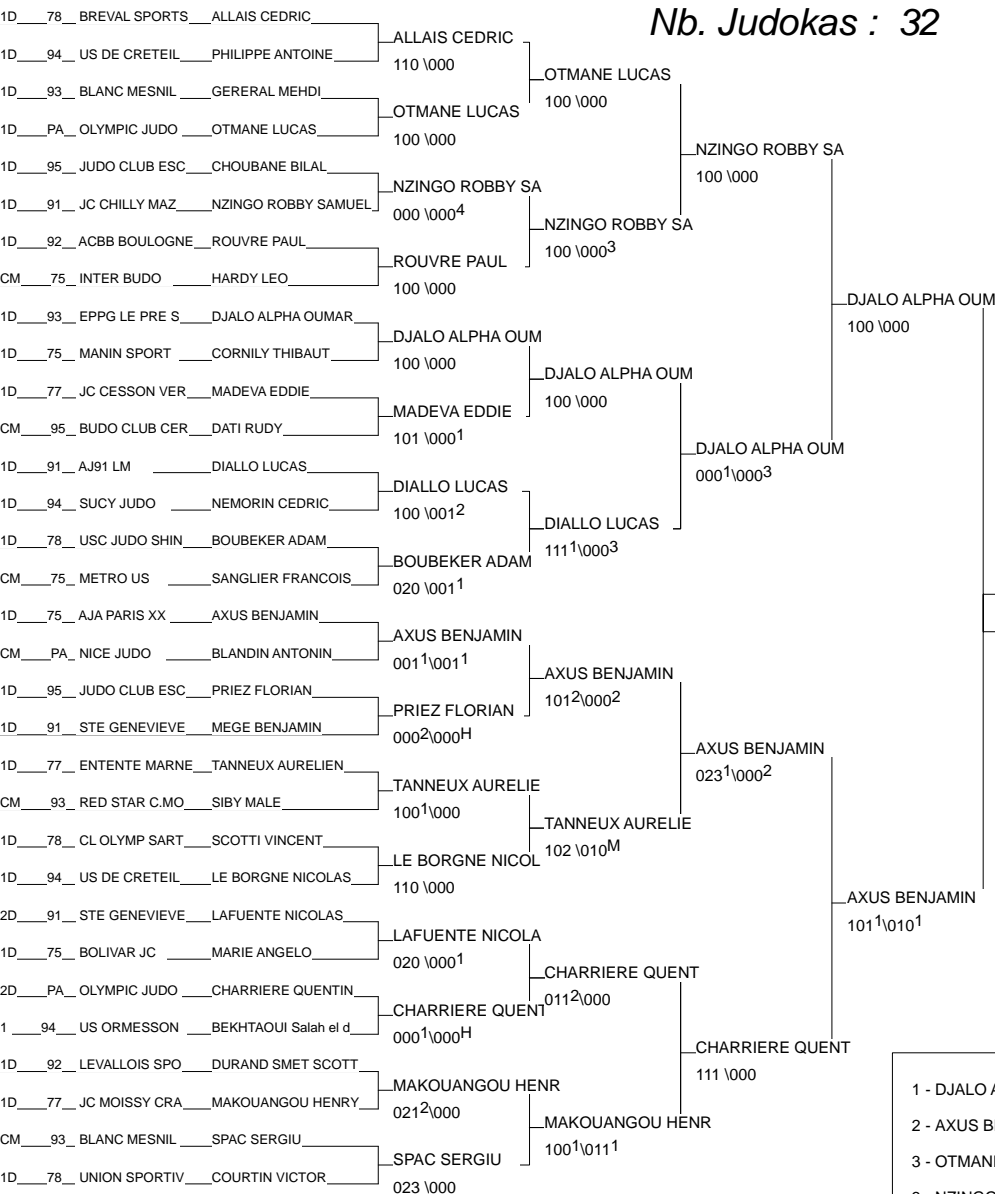 Nb. Judokas : 32
1D 78 BREVAL SPORTS ALLAIS CEDRIC
1D 94 US DE CRETEIL PHILIPPE ANTOINE
1D 93 BLANC MESNIL GERERAL MEHDI
1D PA OLYMPIC JUDO OTMANE LUCAS
1D 95 JUDO CLUB ESC CHOUBANE BILAL
1D 91 JC CHILLY MAZ NZINGO ROBBY SAMUEL
1D 92 ACBB BOULOGNE ROUVRE PAUL
CM 75 INTER BUDO HARDY LEO
1D 93 EPPG LE PRE S DJALO ALPHA OUMAR
1D 75 MANIN SPORT CORNILY THIBAUT
1D 77 JC CESSON VER MADEVA EDDIE
CM 95 BUDO CLUB CER DATI RUDY
1D 91 AJ91 LM DIALLO LUCAS
1D 94 SUCY JUDO NEMORIN CEDRIC
1D 78 USC JUDO SHIN BOUBEKER ADAM
CM 75 METRO US SANGLIER FRANCOIS
1D 75 AJA PARIS XX AXUS BENJAMIN
CM PA NICE JUDO BLANDIN ANTONIN
1D 95 JUDO CLUB ESC PRIEZ FLORIAN
1D 91 STE GENEVIEVE MEGE BENJAMIN
1D 77 ENTENTE MARNE TANNEUX AURELIEN
CM 93 RED STAR C.MO SIBY MALE
1D 78 CL OLYMP SART SCOTTI VINCENT
1D 94 US DE CRETEIL LE BORGNE NICOLAS
2D 91 STE GENEVIEVE LAFUENTE NICOLAS
1D 75 BOLIVAR JC MARIE ANGELO
2D PA OLYMPIC JUDO CHARRIERE QUENTIN
1 94 US ORMESSON BEKHTAOUI Salah el d
1D 92 LEVALLOIS SPO DURAND SMET SCOTT
1D 77 JC MOISSY CRA MAKOUANGOU HENRY
CM 93 BLANC MESNIL SPAC SERGIU
1D 78 UNION SPORTIV COURTIN VICTOR
ALLAIS CEDRIC
110 \000
OTMANE LUCAS
100 \000
NZINGO ROBBY SA
000 \0004
ROUVRE PAUL
100 \000
DJALO ALPHA OUM
100 \000
MADEVA EDDIE
101 \0001
DIALLO LUCAS
100 \0012
BOUBEKER ADAM
020 \0011
AXUS BENJAMIN
0011\0011
PRIEZ FLORIAN
0002\000H
TANNEUX AURELIE
1001\000
LE BORGNE NICOL
110 \000
LAFUENTE NICOLA
020 \0001
CHARRIERE QUENT
0001\000H
MAKOUANGOU HENR
0212\000
SPAC SERGIU
023 \000
OTMANE LUCAS
100 \000
NZINGO ROBBY SA
100 \0003
DJALO ALPHA OUM
100 \000
DIALLO LUCAS
1111\0003
AXUS BENJAMIN
1012\0002
TANNEUX AURELIE
102 \010M
CHARRIERE QUENT
0112\000
MAKOUANGOU HENR
1001\0111
NZINGO ROBBY SA
100 \000
DJALO ALPHA OUM
0001\0003
AXUS BENJAMIN
0231\0002
CHARRIERE QUENT
111 \000
DJALO ALPHA OUM
100 \000
AXUS BENJAMIN
1011\0101
1 - DJALO A
2 - AXUS B
3 - OTMAN